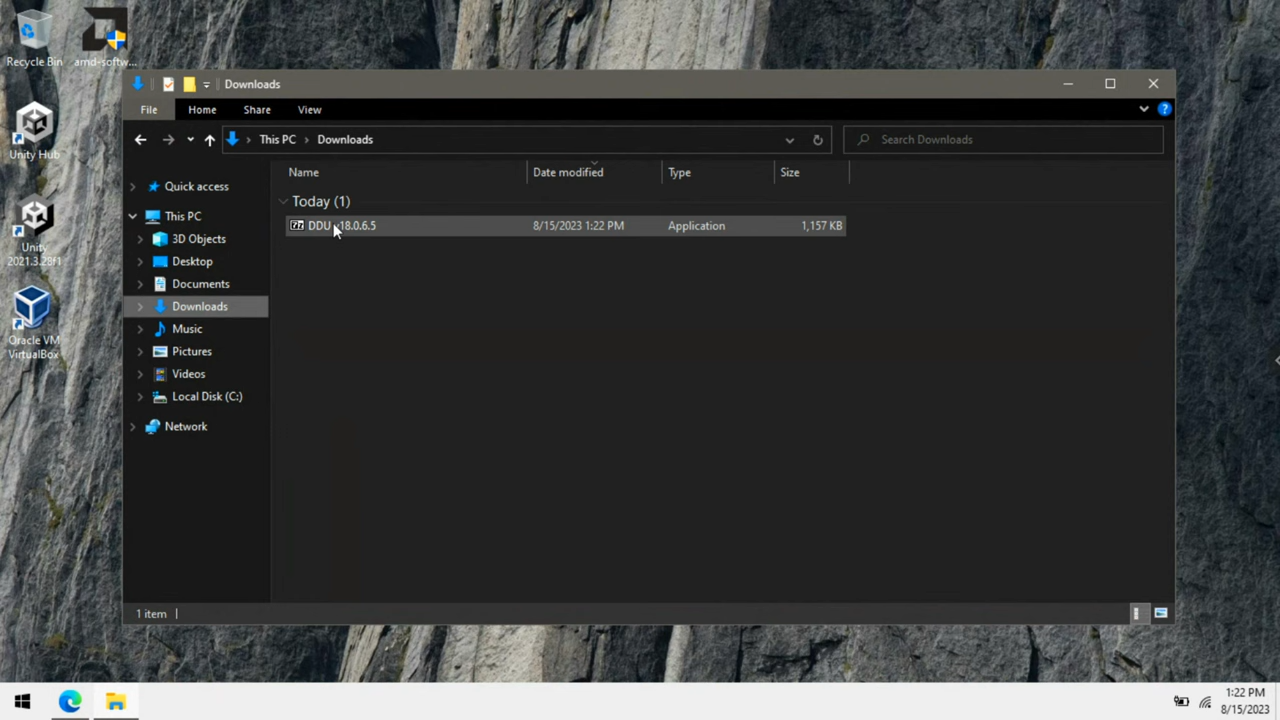 Recycle Bin
amd-softw...
Unity Hub
Unity
2021.3.28f1
Oracle VM
VirtualBox
Downloads
File
Home
Share
View
This PC
Downloads
Search Downloads
Name
Date modified
Type
Size
Quick access
This PC
3D Objects
Desktop
Documents
Downloads
Music
Pictures
Videos
Local Disk (C:)
Network
Today (1)
DDU 18.0.6.5
8/15/2023 1:22 PM
Application
1,157 KB
1 item
1:22 PM
8/15/2023